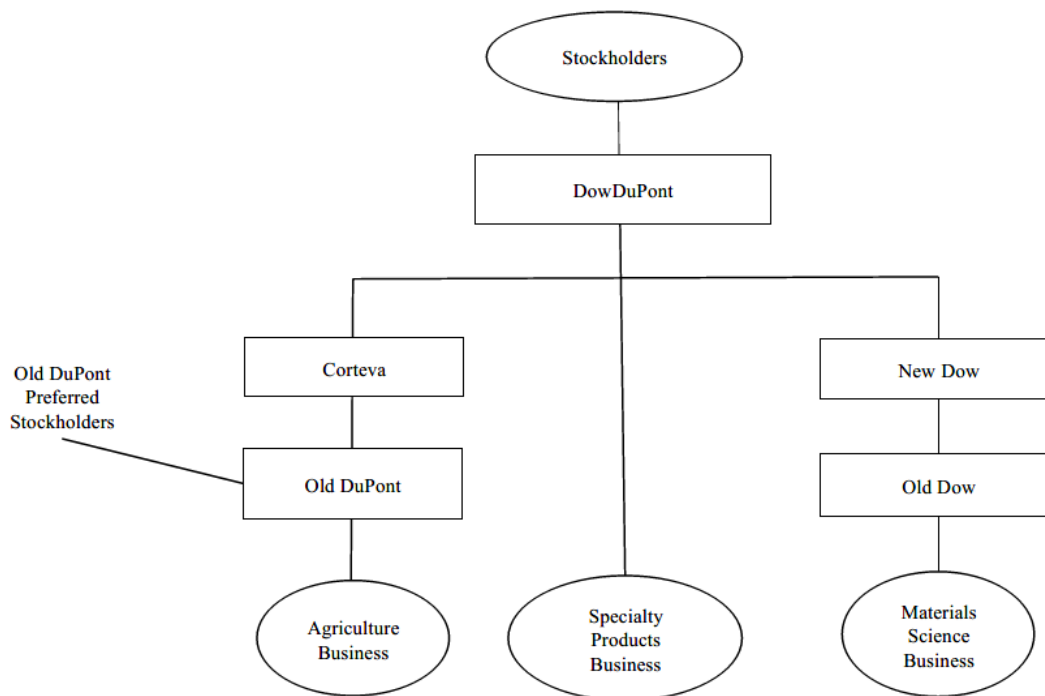 Stockholders
DowDuPont
Corteva
New Dow
Old DuPont
Preferred
Stockholders
Old DuPont
Old Dow
Agriculture
Business
Specialty
Products
Business
Materials
Science
Business